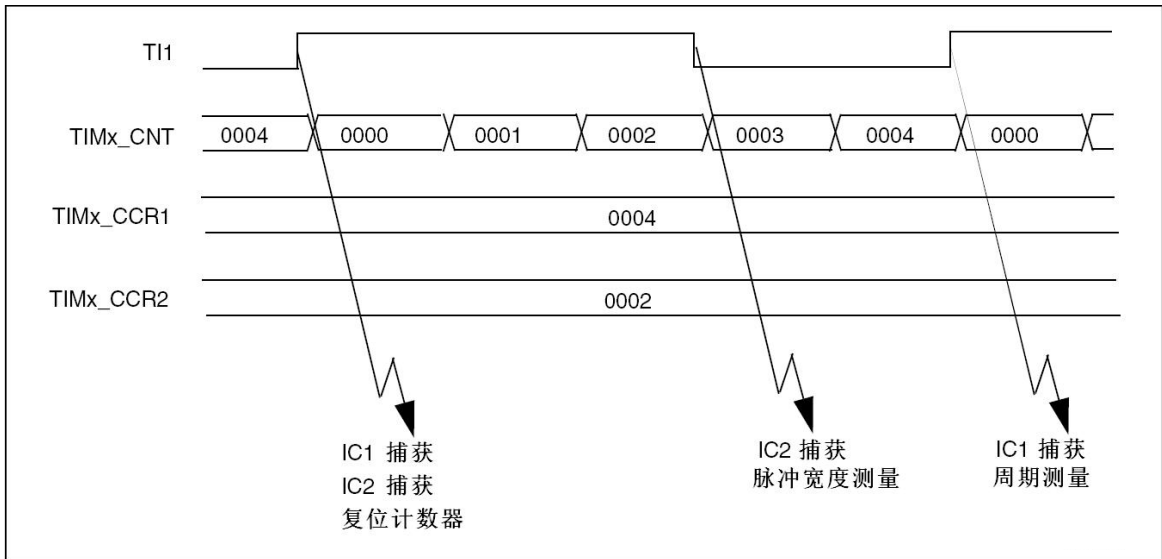 TI1
TIMx_CNT
0004
0000
0001
0002
0003
0004
0000
TIMx_CCR1
0004
TIMx_CCR2
0002
IC1 捕获
IC2 捕获
复位计数器
IC2 捕获
脉冲宽度测量
IC1 捕获
周期测量